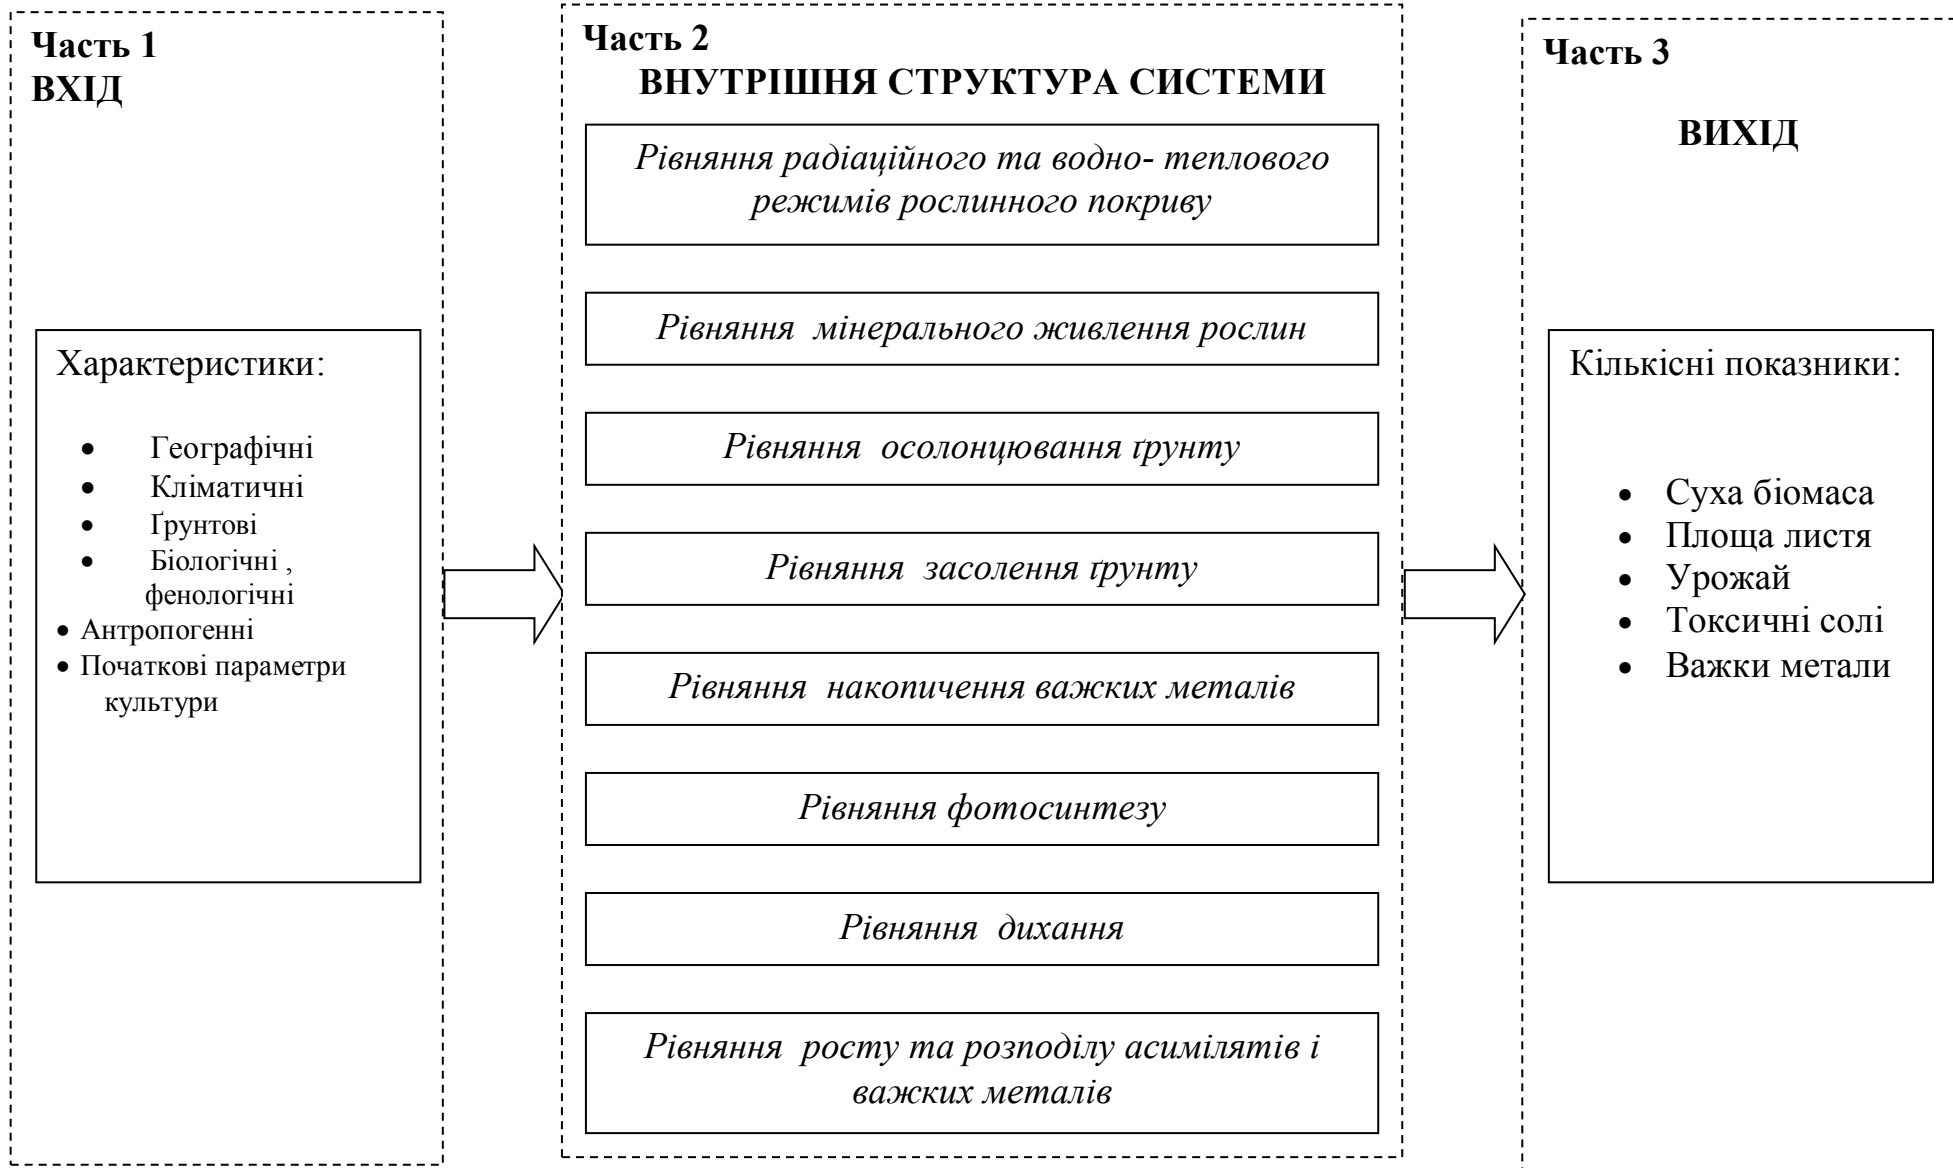 Часть 1
ВХІД
Характеристики:
• Географічні
• Кліматичні
• Ґрунтові
• Біологічні ,
фенологічні
• Антропогенні
• Початкові параметри
культури
Часть 2
ВНУТРІШНЯ СТРУКТУРА СИСТЕМИ
Рівняння радіаційного та водно- теплового
режимів рослинного покриву
Рівняння мінерального живлення рослин
Рівняння осолонцювання ґрунту
Рівняння засолення ґрунту
Рівняння накопичення важких металів
Рівняння фотосинтезу
Рівняння дихання
Рівняння росту та розподілу асимілятів і
важких металів
Часть 3
ВИХІД
Кількісні показники:
• Суха біомаса
• Площа листя
• Урожай
• Токсичні солі
• Важки метали